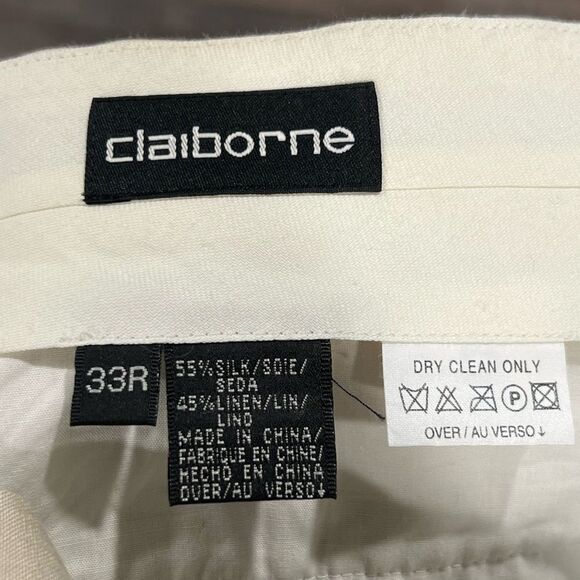 claiborne
33R
55% SILK/SOIE/
SEDA
45% LINEN/LIN/
LINO
MADE IN CHINA/
FABRIQUE EN CHINE/
HECHO EN CHINA
OVER/AU VERSO↓
DRY CLEAN ONLY
P
OVER / AU VERSO ↓